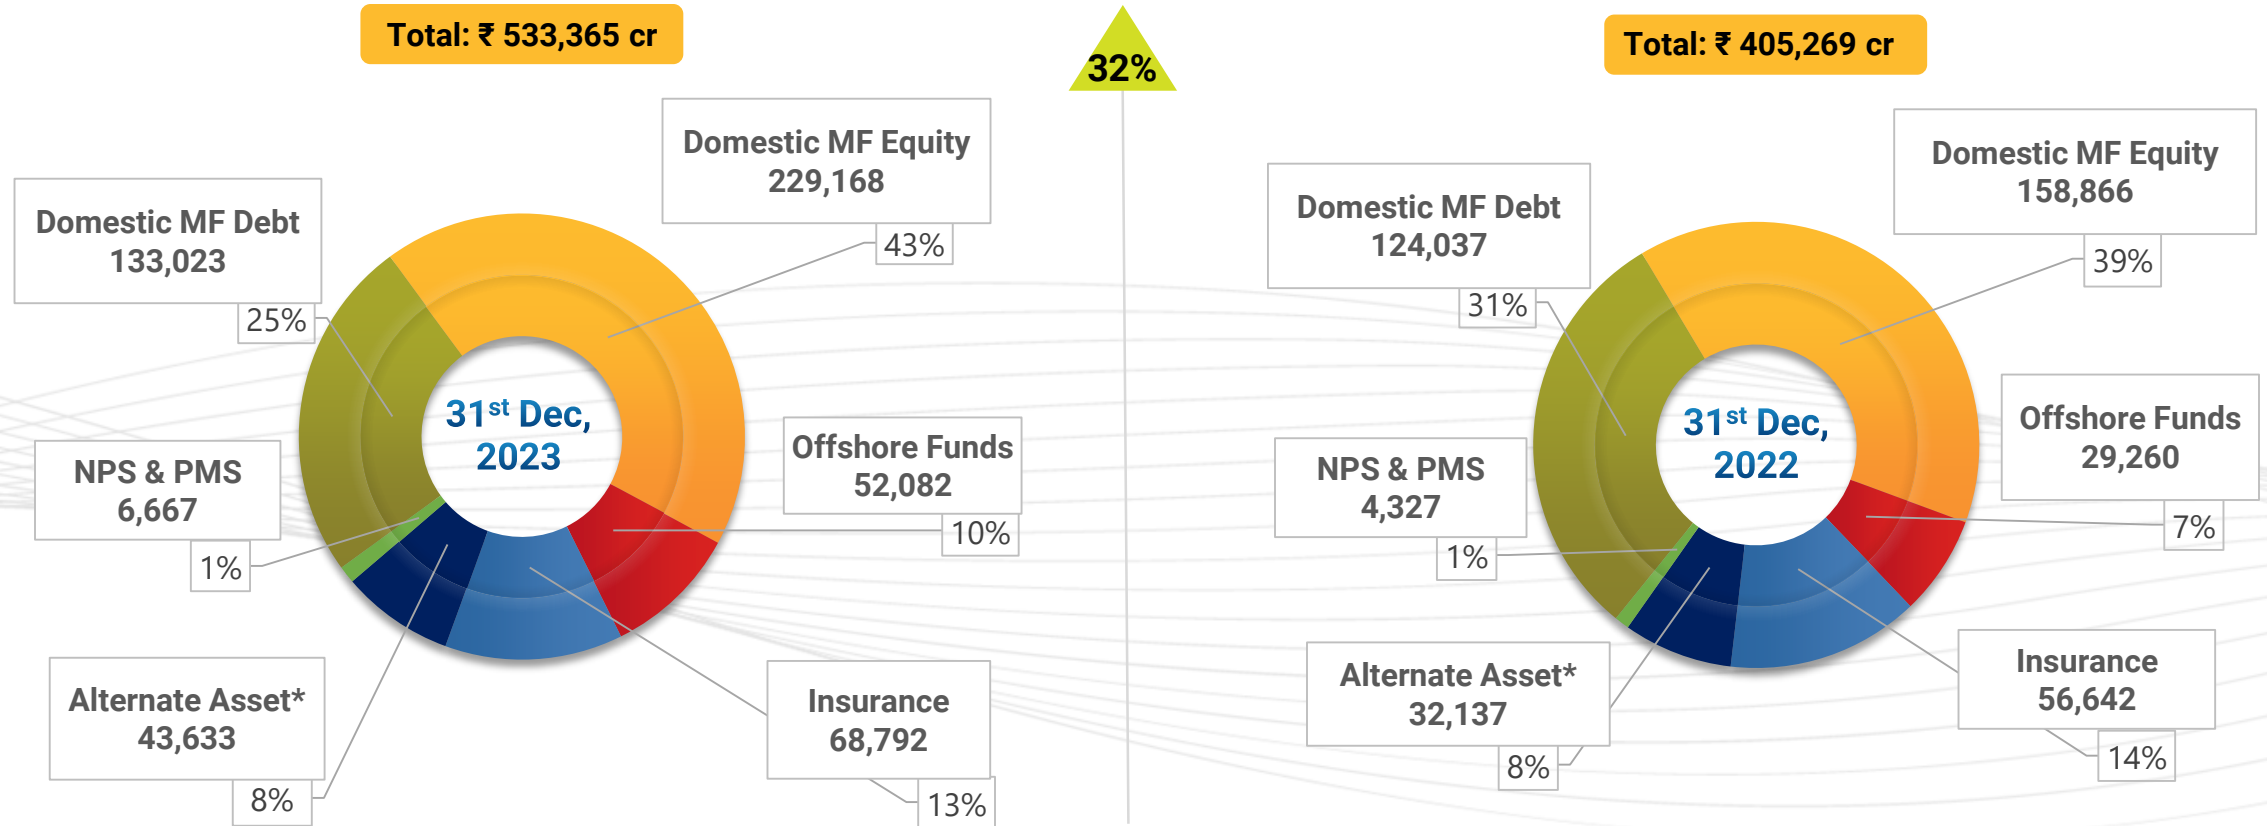 Total: ₹ 533,365 cr
Domestic MF Equity
229,168
43%
Domestic MF Debt
133,023
25%
31st Dec,
2023
Offshore Funds
52,082
10%
NPS & PMS
6,667
1%
Alternate Asset*
43,633
8%
Insurance
68,792
13%
32%
Total: ₹ 405,269 cr
Domestic MF Equity
158,866
39%
Domestic MF Debt
124,037
31%
31st Dec,
2022
Offshore Funds
29,260
7%
NPS & PMS
4,327
1%
Alternate Asset*
32,137
8%
Insurance
56,642
14%